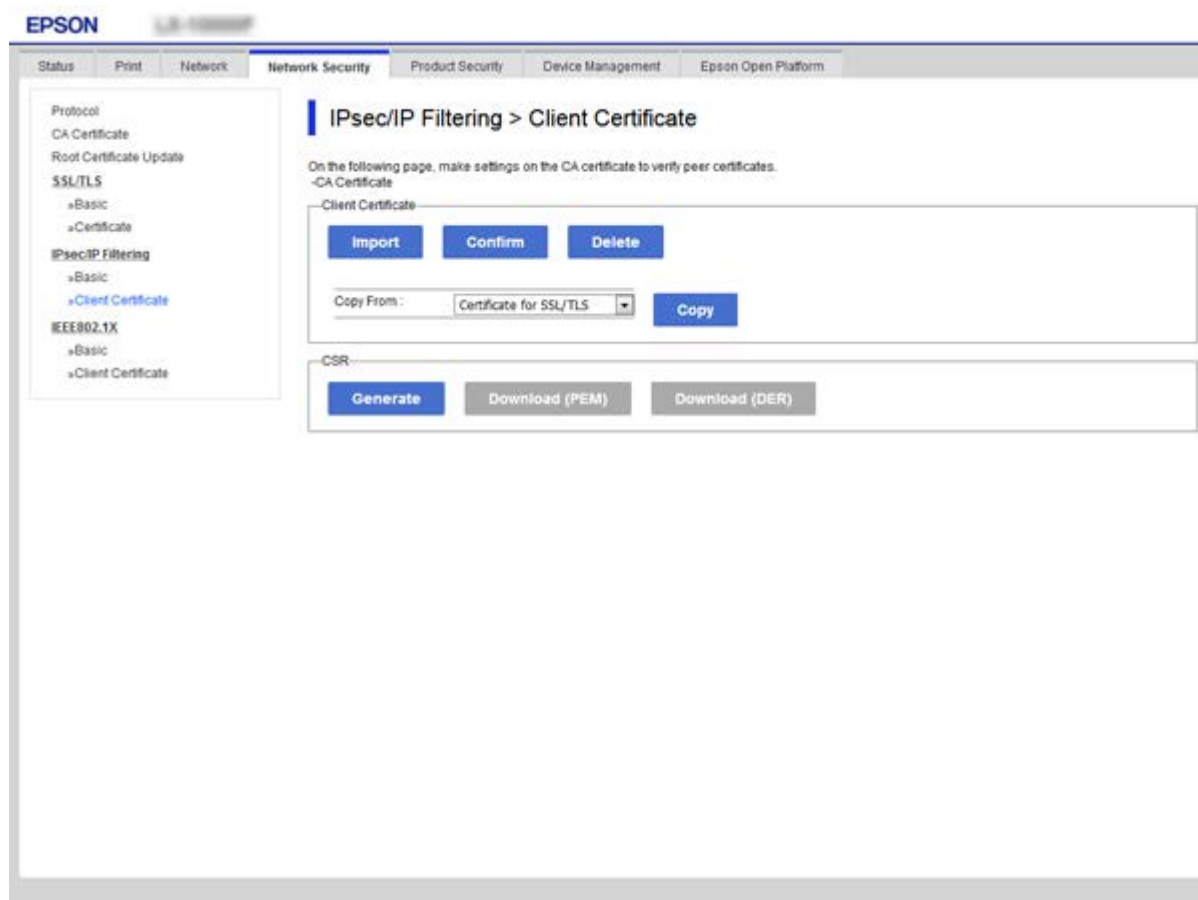 EPSON
Status Print Network Network Security Product Security Device Management Epson Open Platform
Protocol
CA Certificate
Root Certificate Update
SSL/TLS
»Basic
»Certificate
IPsec/IP Filtering
»Basic
»Client Certificate
IEEE802.1X
»Basic
»Client Certificate
IPsec/IP Filtering > Client Certificate
On the following page, make settings on the CA certificate to verify peer certificates.
-CA Certificate
Client Certificate
Import Confirm Delete
Copy From : Certificate for SSL/TLS Copy
CSR
Generate Download (PEM) Download (DER)